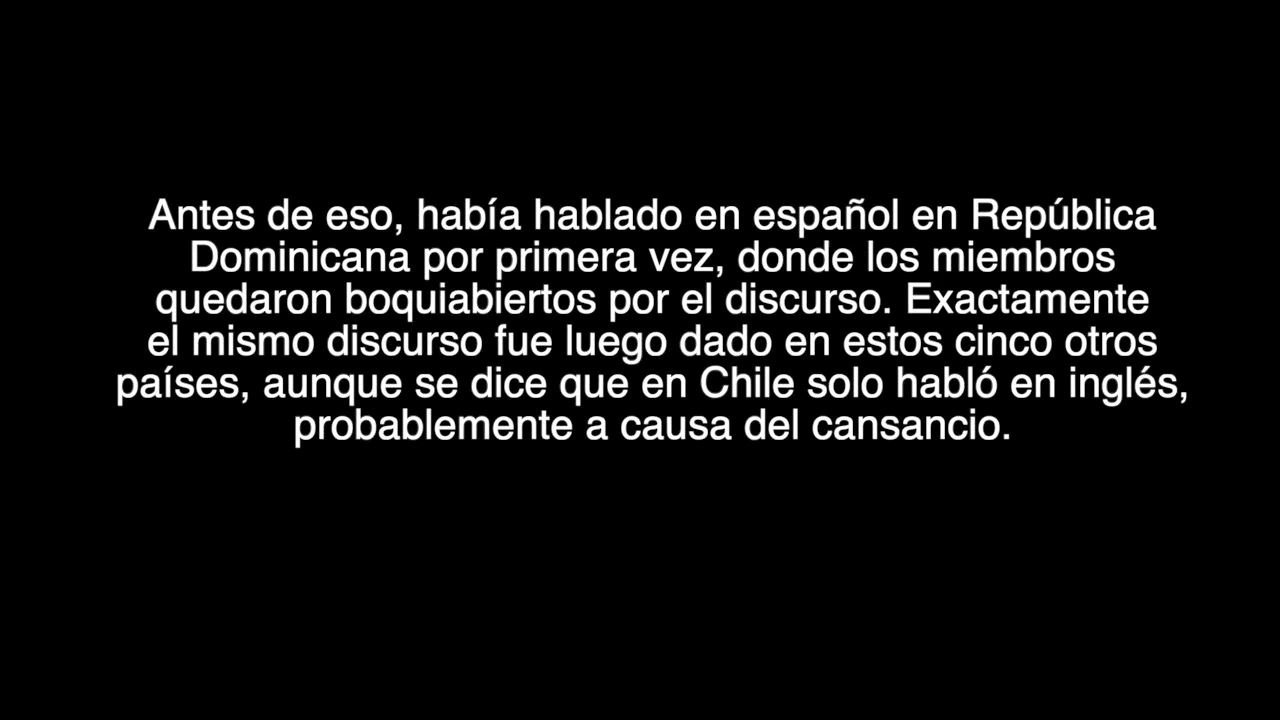 Antes de eso, había hablado en español en República
Dominicana por primera vez, donde los miembros
quedaron boquiabiertos por el discurso. Exactamente
el mismo discurso fue luego dado en estos cinco otros
países, aunque se dice que en Chile solo habló en inglés,
probablemente a causa del cansancio.